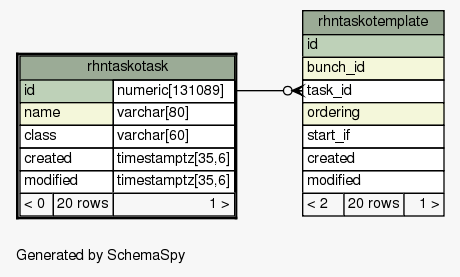 rhntaskotask
id numeric[131089]
name varchar[80]
class varchar[60]
created timestamptz[35,6]
modified timestamptz[35,6]
< 0 20 rows 1 >
rhntaskotemplate
id
bunch_id
task_id
ordering
start_if
created
modified
< 2 20 rows 1 >
Generated by SchemaSpy